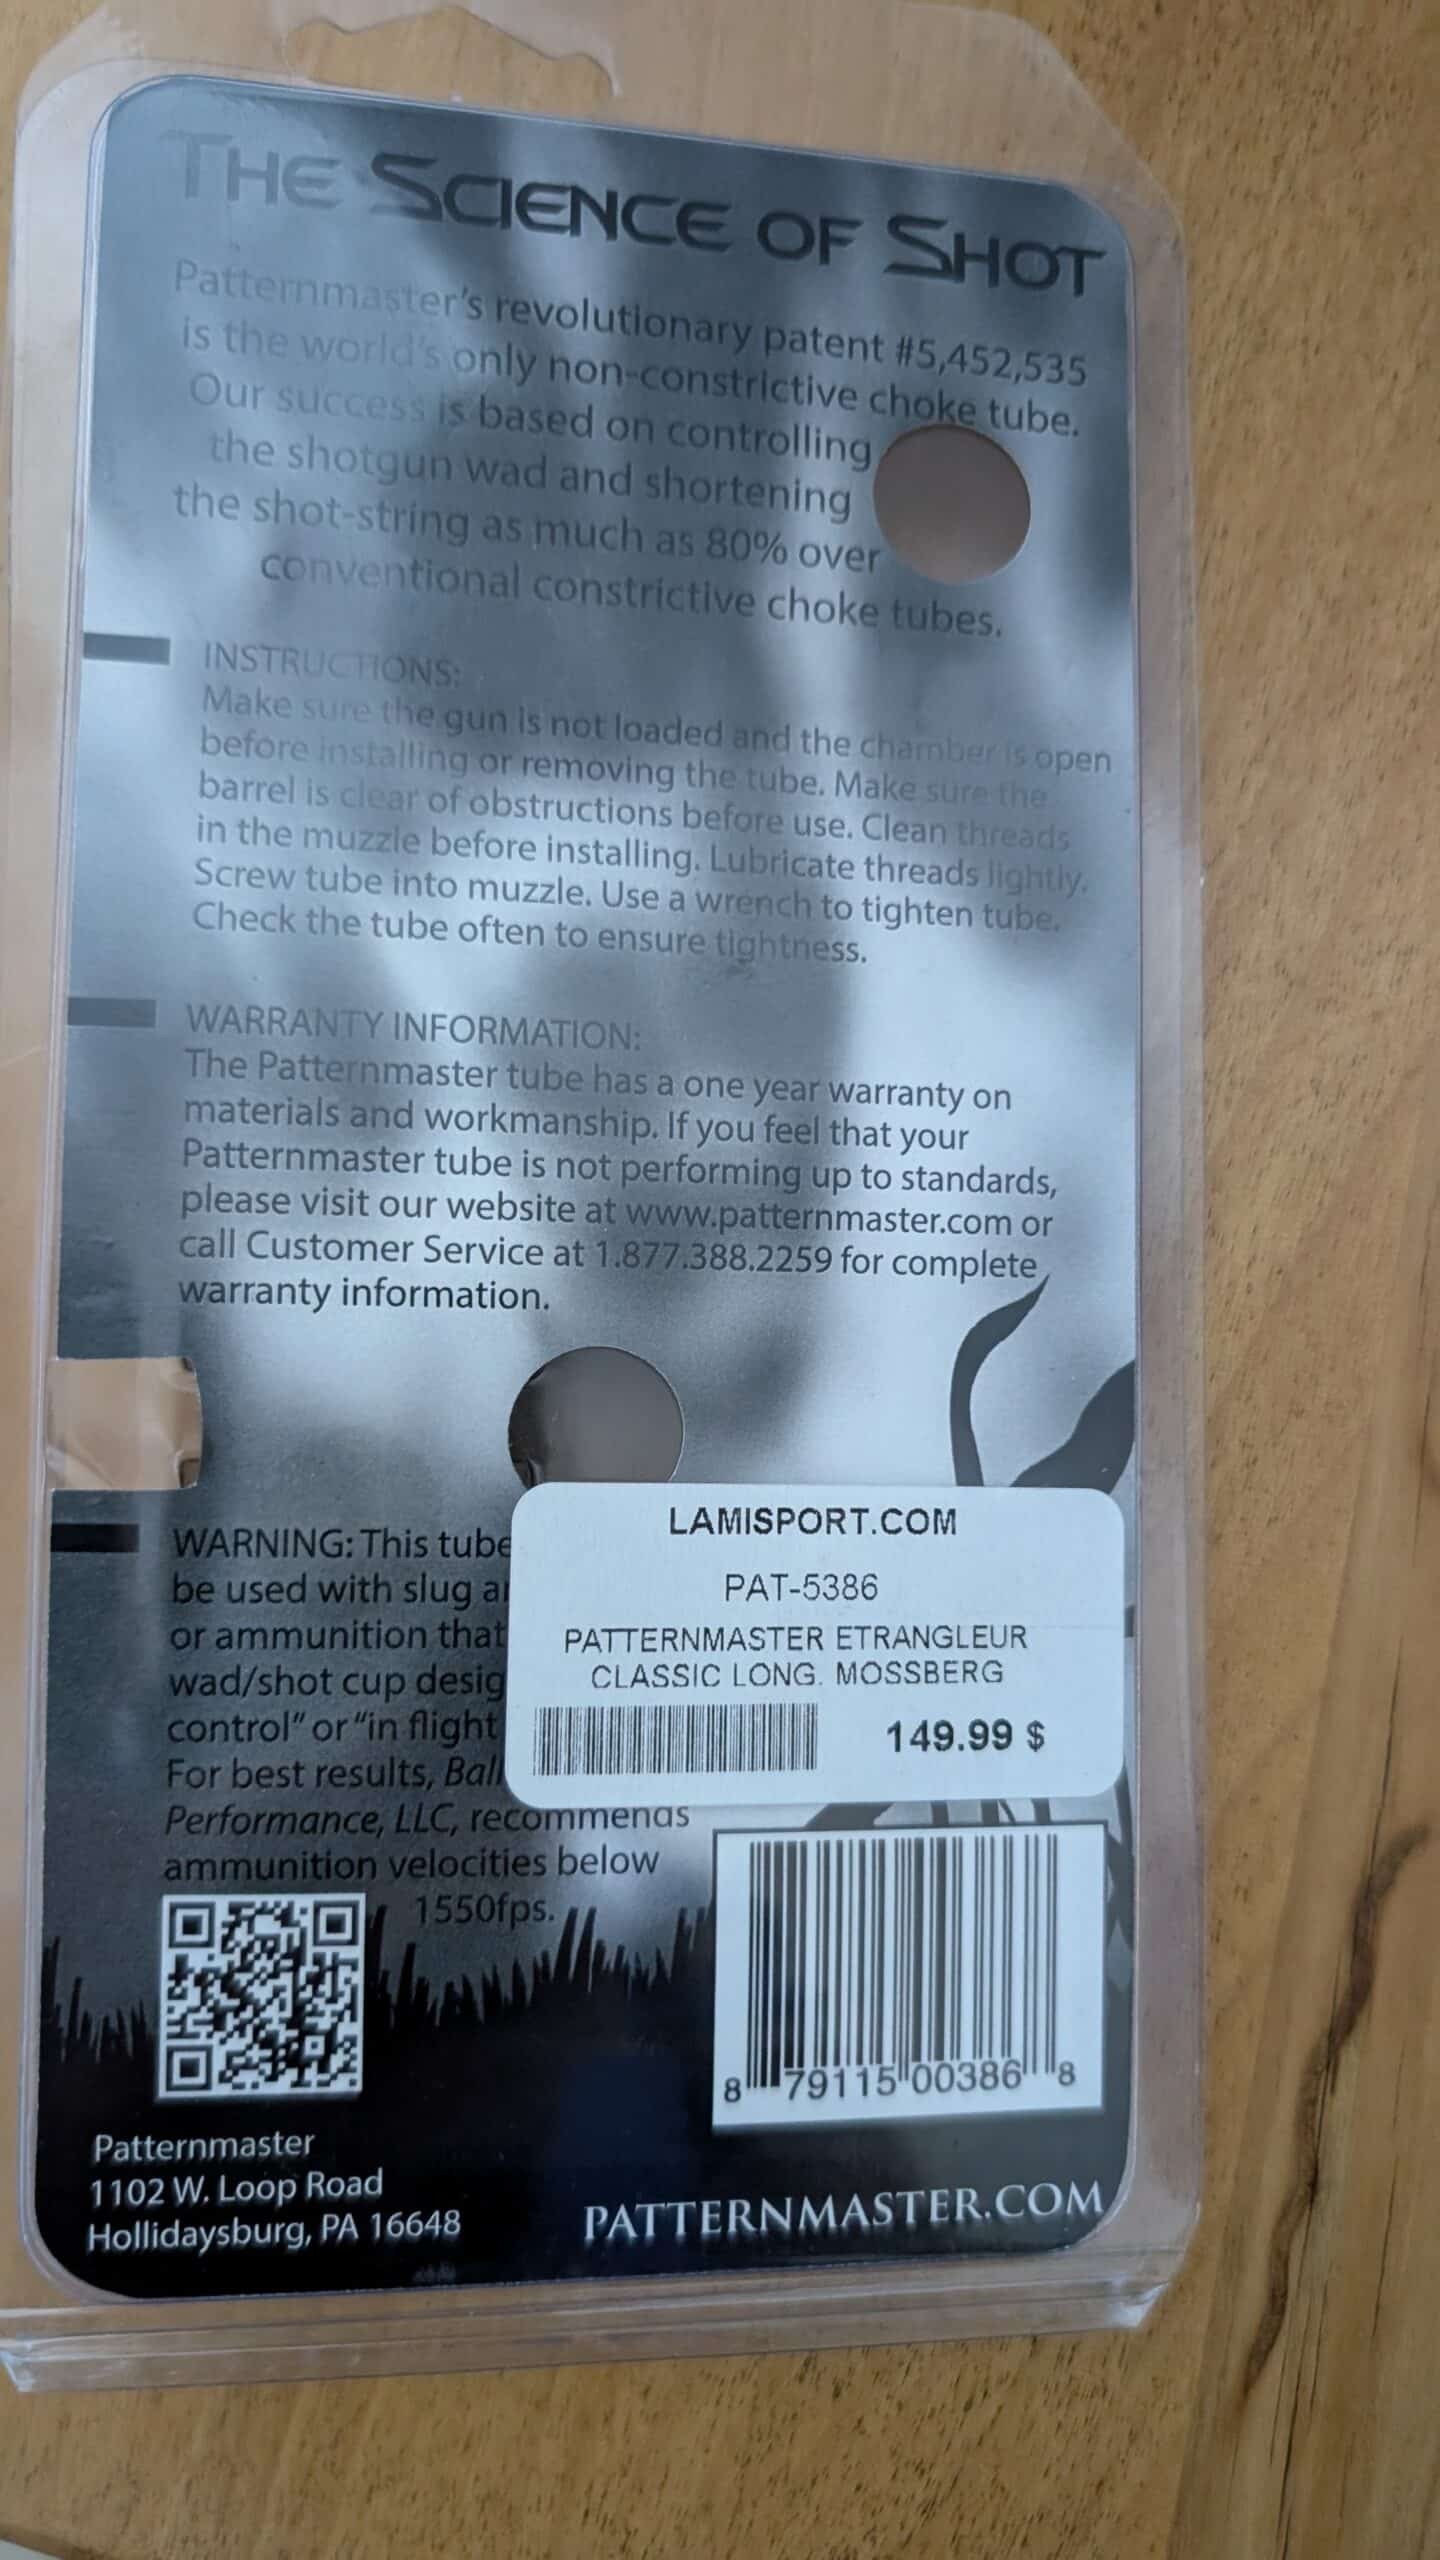 THE SCIENCE OF SHOT
Patternmaster's revolutionary patent #5,452,535
is the world's only non-constrictive choke tube.
Our success is based on controlling
the shotgun wad and shortening
the shot-string as much as 80% over
conventional constrictive choke tubes.
INSTRUCTIONS:
Make sure the gun is not loaded and the chamber is open
before installing or removing the tube. Make sure the
barrel is clear of obstructions before use. Clean threads
in the muzzle before installing. Lubricate threads lightly.
Screw tube into muzzle. Use a wrench to tighten tube.
Check the tube often to ensure tightness.
WARRANTY INFORMATION:
The Patternmaster tube has a one year warranty on
materials and workmanship. If you feel that your
Patternmaster tube is not performing up to standards,
please visit our website at www.patternmaster.com or
call Customer Service at 1.877.388.2259 for complete
warranty information.
WARNING: This tube
be used with slug
or ammunition that
wad/shot cup
control" or "in flight
For best results,
Performance, LLC, recommends
ammunition velocities below
1550fps.
LAMISPORT.COM
PAT-5386
PATTERNMASTER ETRANGLEUR
CLASSIC LONG. MOSSBERG
149.99 $
8 79115 00386 8
Patternmaster
1102 W. Loop Road
Hollidaysburg, PA 16648
PATTERNMASTER.COM